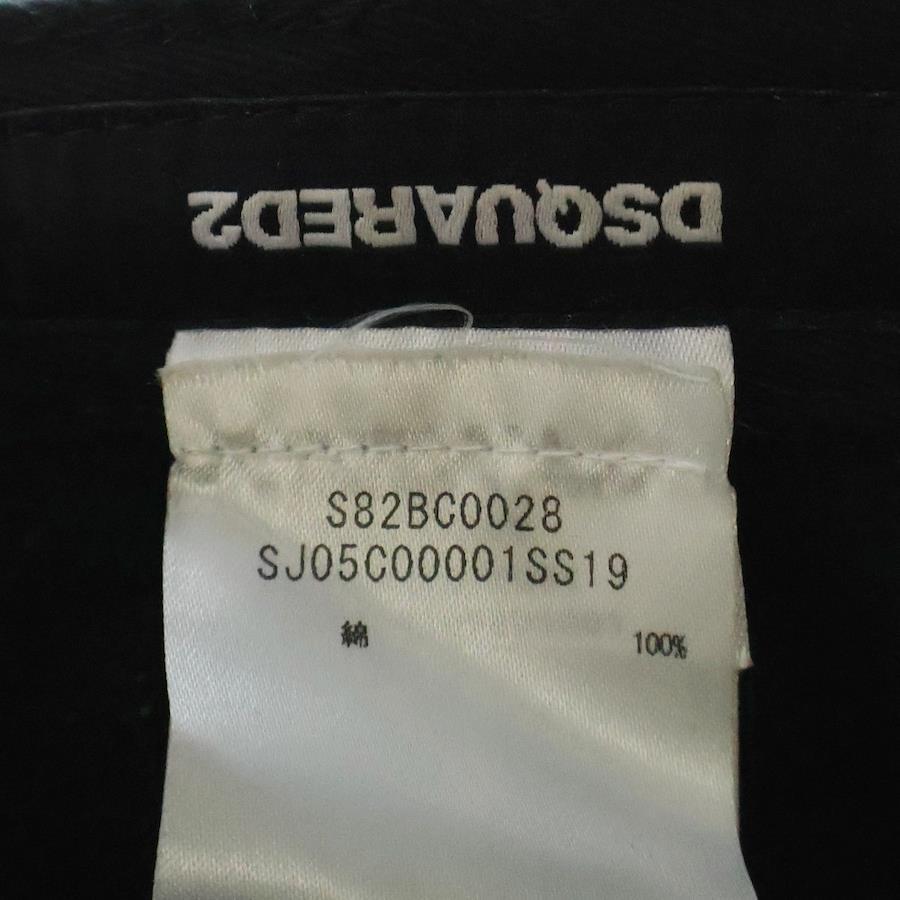 DSQUARED2
S82BC0028
SJ05C00001SS19
綿 100%